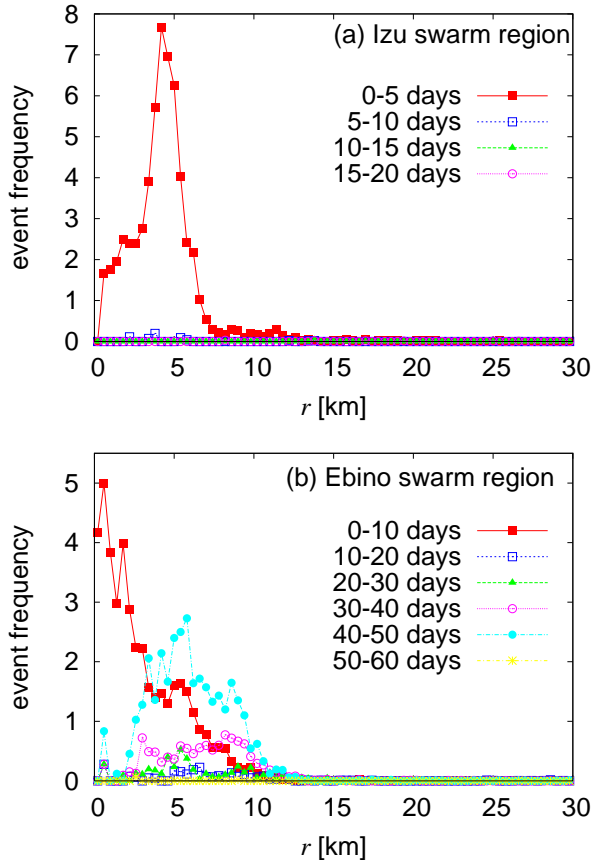 (a) Izu swarm region
0-5 days
5-10 days
10-15 days
15-20 days
event frequency
8
7
6
5
4
3
2
1
0
0 5 10 15 20 25 30
r [km]
(b) Ebino swarm region
0-10 days
10-20 days
20-30 days
30-40 days
40-50 days
50-60 days
event frequency
5
4
3
2
1
0
0 5 10 15 20 25 30
r [km]